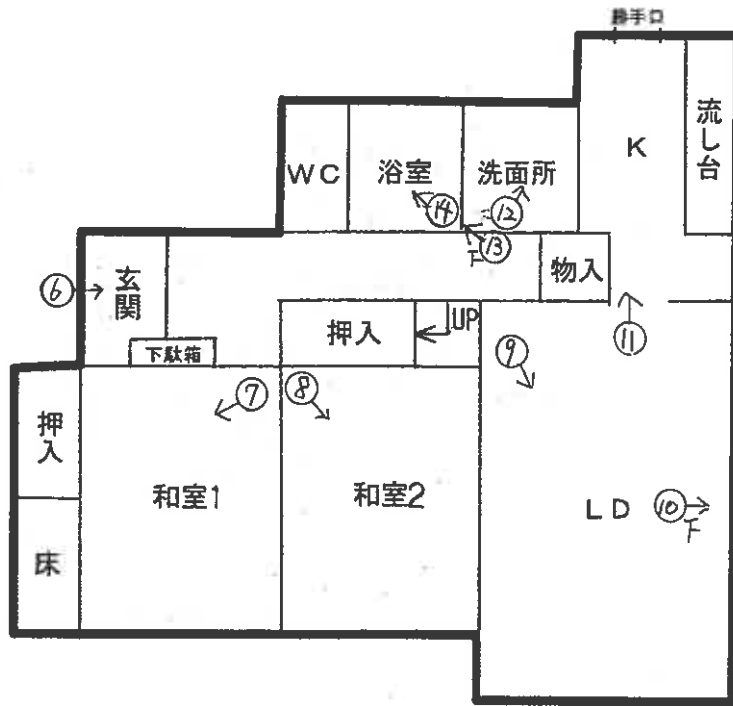 勝手口
流し台
K
WC
浴室
洗面所
⑭
⑫
⑬
F
物入
⑥
玄関
押入
UP
下駄箱
⑪
⑨
⑦
⑧
押入
和室1
和室2
LD
⑩
F
床